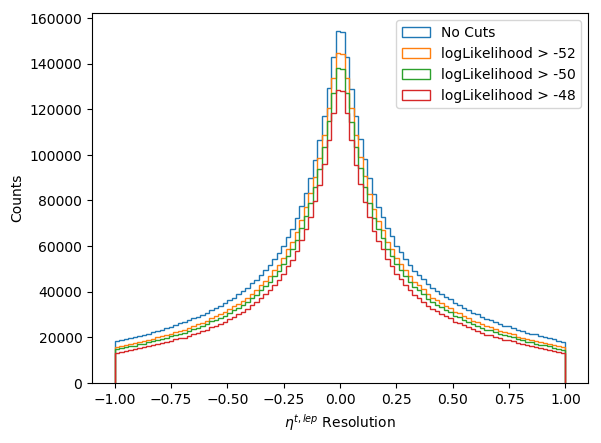 No Cuts
logLikelihood > -52
logLikelihood > -50
logLikelihood > -48
160000
140000
120000
100000
80000
60000
40000
20000
0
Counts
−1.00 −0.75 −0.50 −0.25 0.00 0.25 0.50 0.75 1.00
η^{t, lep} Resolution